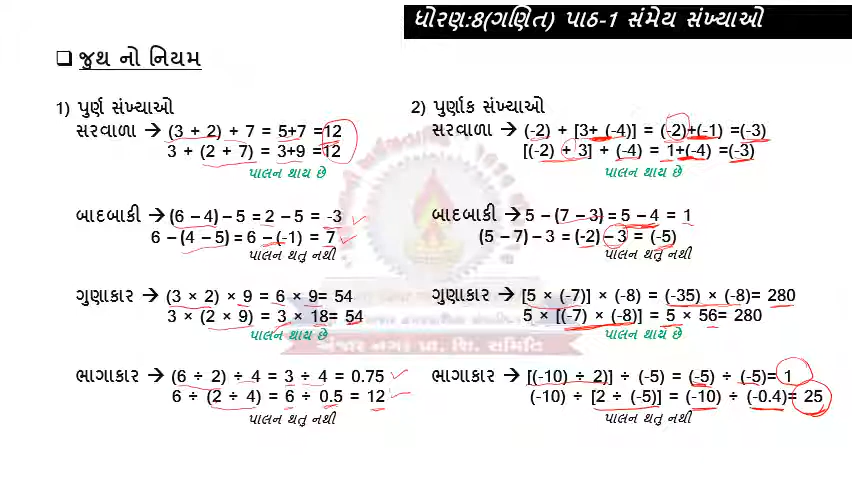 ધોરણ:8(ગણિત) પાઠ-1 સંમેય સંખ્યાઓ
જુથ નો નિયમ
1) પુર્ણ સંખ્યાઓ
સરવાળા → (3 + 2) + 7 = 5+7 =12
3 + (2 + 7) = 3+9 =12
પાલન થાય છે
બાદબાકી → (6 – 4) – 5 = 2 – 5 = -3
6 – (4 – 5) = 6 – (-1) = 7
પાલન થતુ નથી
ગુણાકાર → (3 × 2) × 9 = 6 × 9= 54
3 × (2 × 9) = 3 × 18= 54
પાલન થાય છે
ભાગાકાર → (6 ÷ 2) ÷ 4 = 3 ÷ 4 = 0.75
6 ÷ (2 ÷ 4) = 6 ÷ 0.5 = 12
પાલન થતુ નથી
2) પુર્ણાક સંખ્યાઓ
સરવાળા → (-2) + [3+ (-4)] = (-2)+(-1) =(-3)
[(-2) + 3] + (-4) = 1+(-4) =(-3)
પાલન થાય છે
બાદબાકી → 5 – (7 – 3) = 5 – 4 = 1
(5 – 7) – 3 = (-2) – 3 = (-5)
પાલન થતુ નથી
ગુણાકાર → [5 × (-7)] × (-8) = (-35) × (-8)= 280
5 × [(-7) × (-8)] = 5 × 56= 280
પાલન થાય છે
ભાગાકાર → [(-10) ÷ 2)] ÷ (-5) = (-5) ÷ (-5)= 1
(-10) ÷ [2 ÷ (-5)] = (-10) ÷ (-0.4)= 25
પાલન થતુ નથી
અંજાર નગર પ્રા. શિ. સમિતિ